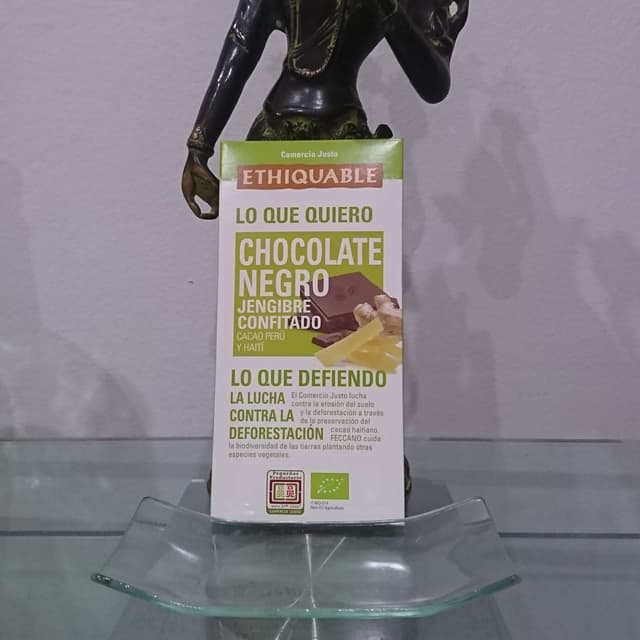 Comercio Justo
ETHIQUABLE
LO QUE QUIERO
CHOCOLATE
NEGRO
JENGIBRE
CONFITADO
CACAO PERÚ
Y HAITÍ
LO QUE DEFIENDO
LA LUCHA
CONTRA LA
DEFORESTACIÓN
El Comercio Justo lucha
contra la erosión del suelo
y la deforestación a través
de la preservación del
cacao haitiano. FECCANO cuida
la biodiversidad de las tierras plantando otras
especies vegetales.
Pequeños
Productores